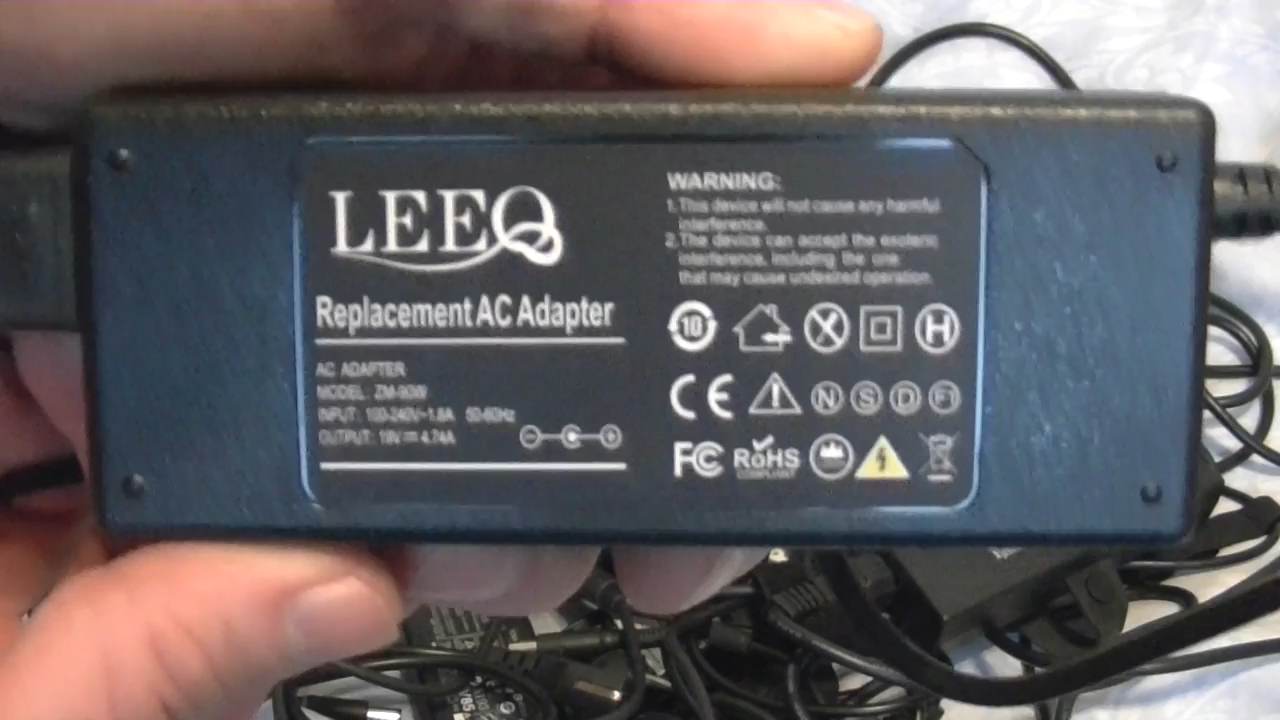 LEEQ
Replacement AC Adapter
AC ADAPTER
MODEL: ZM-90W
INPUT: 100-240V~1.8A 50-60Hz
OUTPUT: 19V 4.74A
WARNING:
1.This device will not cause any harmful
interference.
2.The device can accept the esoteric
interference, including the one
that may cause undesired operation.
10
H
CE
N S D
FC RoHS
COMPLIANT